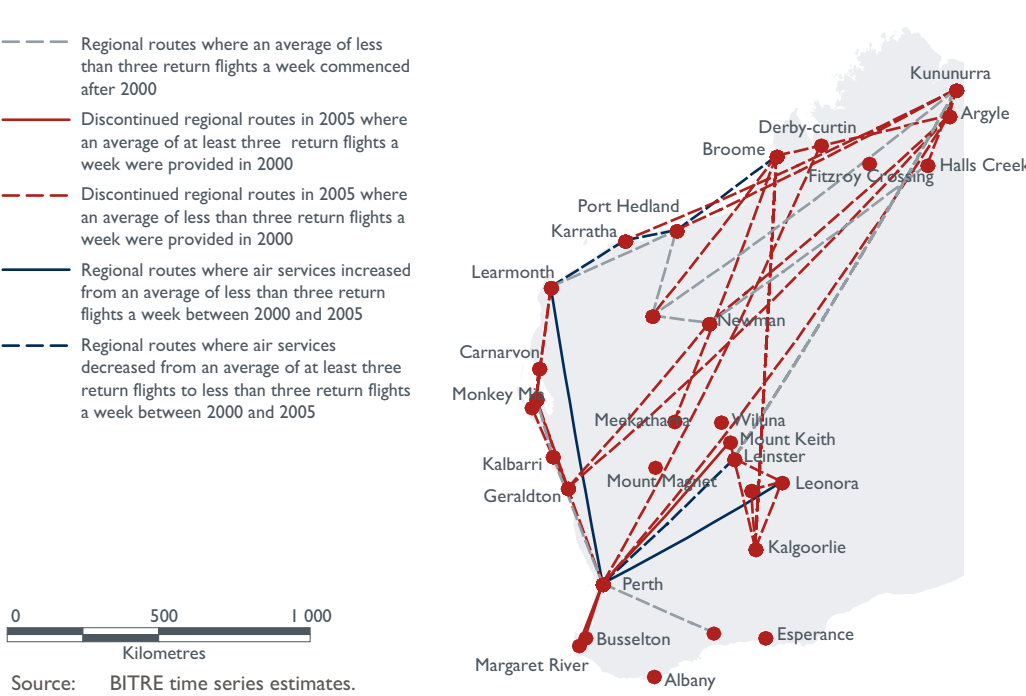 Regional routes where an average of less
than three return flights a week commenced
after 2000
Discontinued regional routes in 2005 where
an average of at least three return flights a
week were provided in 2000
Discontinued regional routes in 2005 where
an average of less than three return flights a
week were provided in 2000
Regional routes where air services increased
from an average of less than three return
flights a week between 2000 and 2005
Regional routes where air services
decreased from an average of at least three
return flights to less than three return flights
a week between 2000 and 2005
Kununurra
Argyle
Derby-curtin
Broome
Halls Creek
Fitzroy Crossing
Port Hedland
Karratha
Learmonth
Newman
Carnarvon
Monkey Mia
Meekatharra
Wiluna
Mount Keith
Leinster
Kalbarri
Mount Magnet
Leonora
Geraldton
Kalgoorlie
Perth
Esperance
Busselton
Margaret River
Albany
0 500 1 000
Kilometres
Source: BITRE time series estimates.